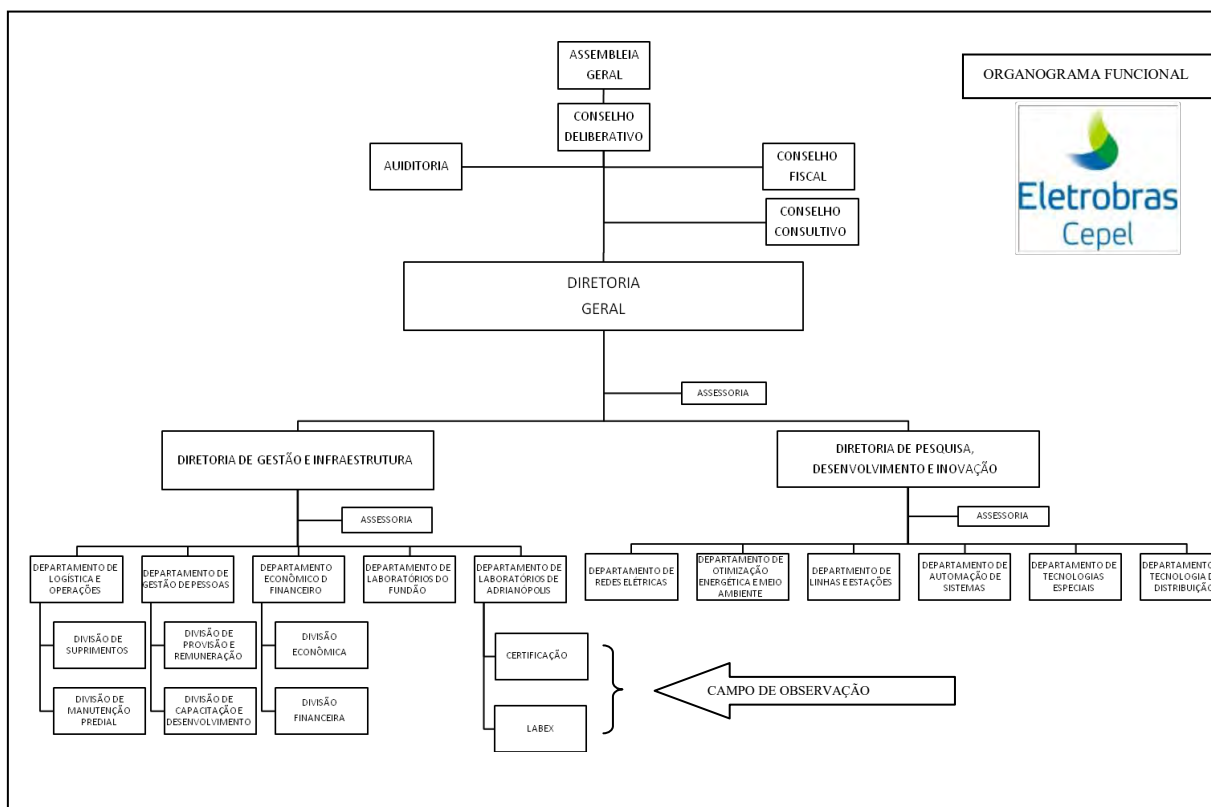 ASSEMBLEIA
GERAL
ORGANOGRAMA FUNCIONAL
CONSELHO
DELIBERATIVO
Eletrobras
Cepel
AUIDITORIA
CONSELHO
FISCAL
CONSELHO
CONSULTIVO
DIRETORIA
GERAL
ASSESSORIA
DIRETORIA DE GESTÃO E INFRAESTRUTURA
DIRETORIA DE PESQUISA,
DESENVOLVIMENTO E INOVAÇÃO
ASSESSORIA
ASSESSORIA
DEPARTAMENTO DE
LOGÍSTICA E
OPERAÇÕES
DEPARTAMENTO DE
GESTÃO DE PESSOAS
DEPARTAMENTO
ECONÔMICO D
FINANCEIRO
DEPARTAMENTO DE
LABORATÓRIOS DO
FUNDÃO
DEPARTAMENTO DE
LABORATÓRIOS DE
ADRIANÓPOLIS
DEPARTAMENTO DE
REDES ELÉTRICAS
DEPARTAMENTO DE
OTIMIZAÇÃO
ENERGÉTICA E MEIO
AMBIENTE
DEPARTMENTO DE
LINHAS E ESTAÇÕES
DEPARTAMENTO DE
AUTOMAÇÃO DE
SISTEMAS
DEPARTAMENTO DE
TECNOLOGIAS
ESPECIAIS
DEPARTAMENTO
TECNOLOGIA D
DISTRIBUIÇÃO
DIVISÃO DE
SUPRIMENTOS
DIVISÃO DE
PROVISÃO E
REMUNERAÇÃO
DIVISÃO
ECONÔMICA
CERTIFICAÇÃO
DIVISÃO DE
MANUTENÇÃO
PREDIAL
DIVISÃO DE
CAPACITAÇÃO E
DESENVOLVIMENTO
DIVISÃO
FINANCEIRA
LABEX
CAMPO DE OBSERVAÇÃO